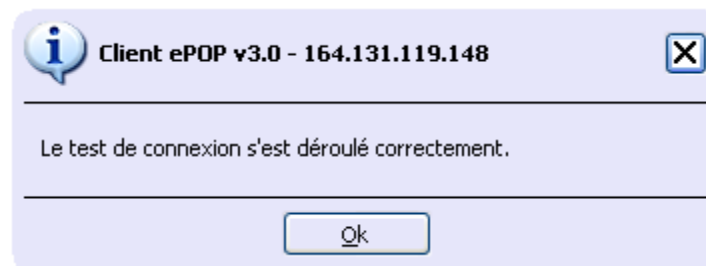 Client ePOP v3.0 - 164.131.119.148
Le test de connexion s'est déroulé correctement.
Ok